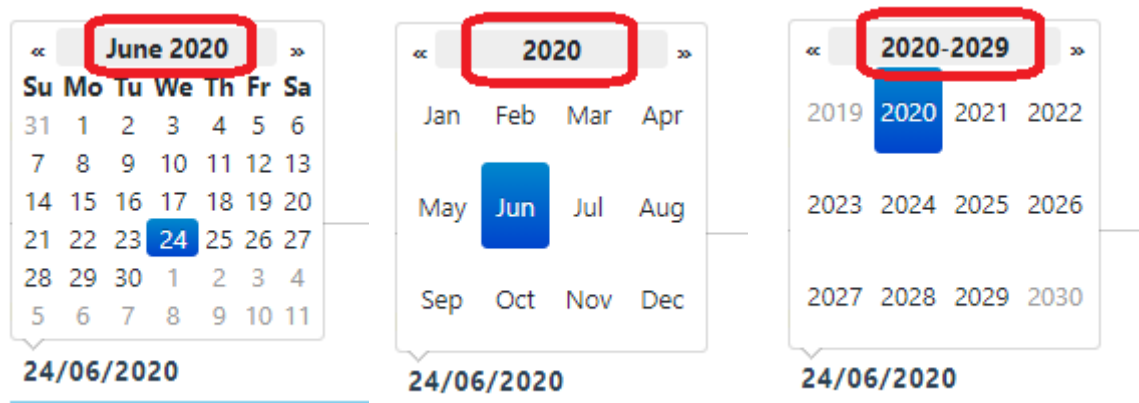 « June 2020 »
Su Mo Tu We Th Fr Sa
31 1 2 3 4 5 6
7 8 9 10 11 12 13
14 15 16 17 18 19 20
21 22 23 24 25 26 27
28 29 30 1 2 3 4
5 6 7 8 9 10 11
24/06/2020
« 2020 »
Jan Feb Mar Apr
May Jun Jul Aug
Sep Oct Nov Dec
24/06/2020
« 2020-2029 »
2019 2020 2021 2022
2023 2024 2025 2026
2027 2028 2029 2030
24/06/2020